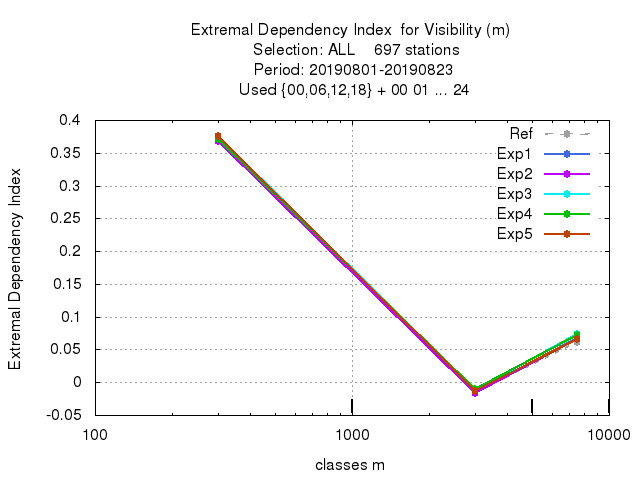 Extremal Dependency Index  for Visibility (m)
Selection: ALL    697 stations
Period: 20190801-20190823
Used {00,06,12,18} + 00 01 ... 24
Extremal Dependency Index
0.4
0.35
0.3
0.25
0.2
0.15
0.1
0.05
0
-0.05
Ref
Exp1
Exp2
Exp3
Exp4
Exp5
100
1000
10000
classes m